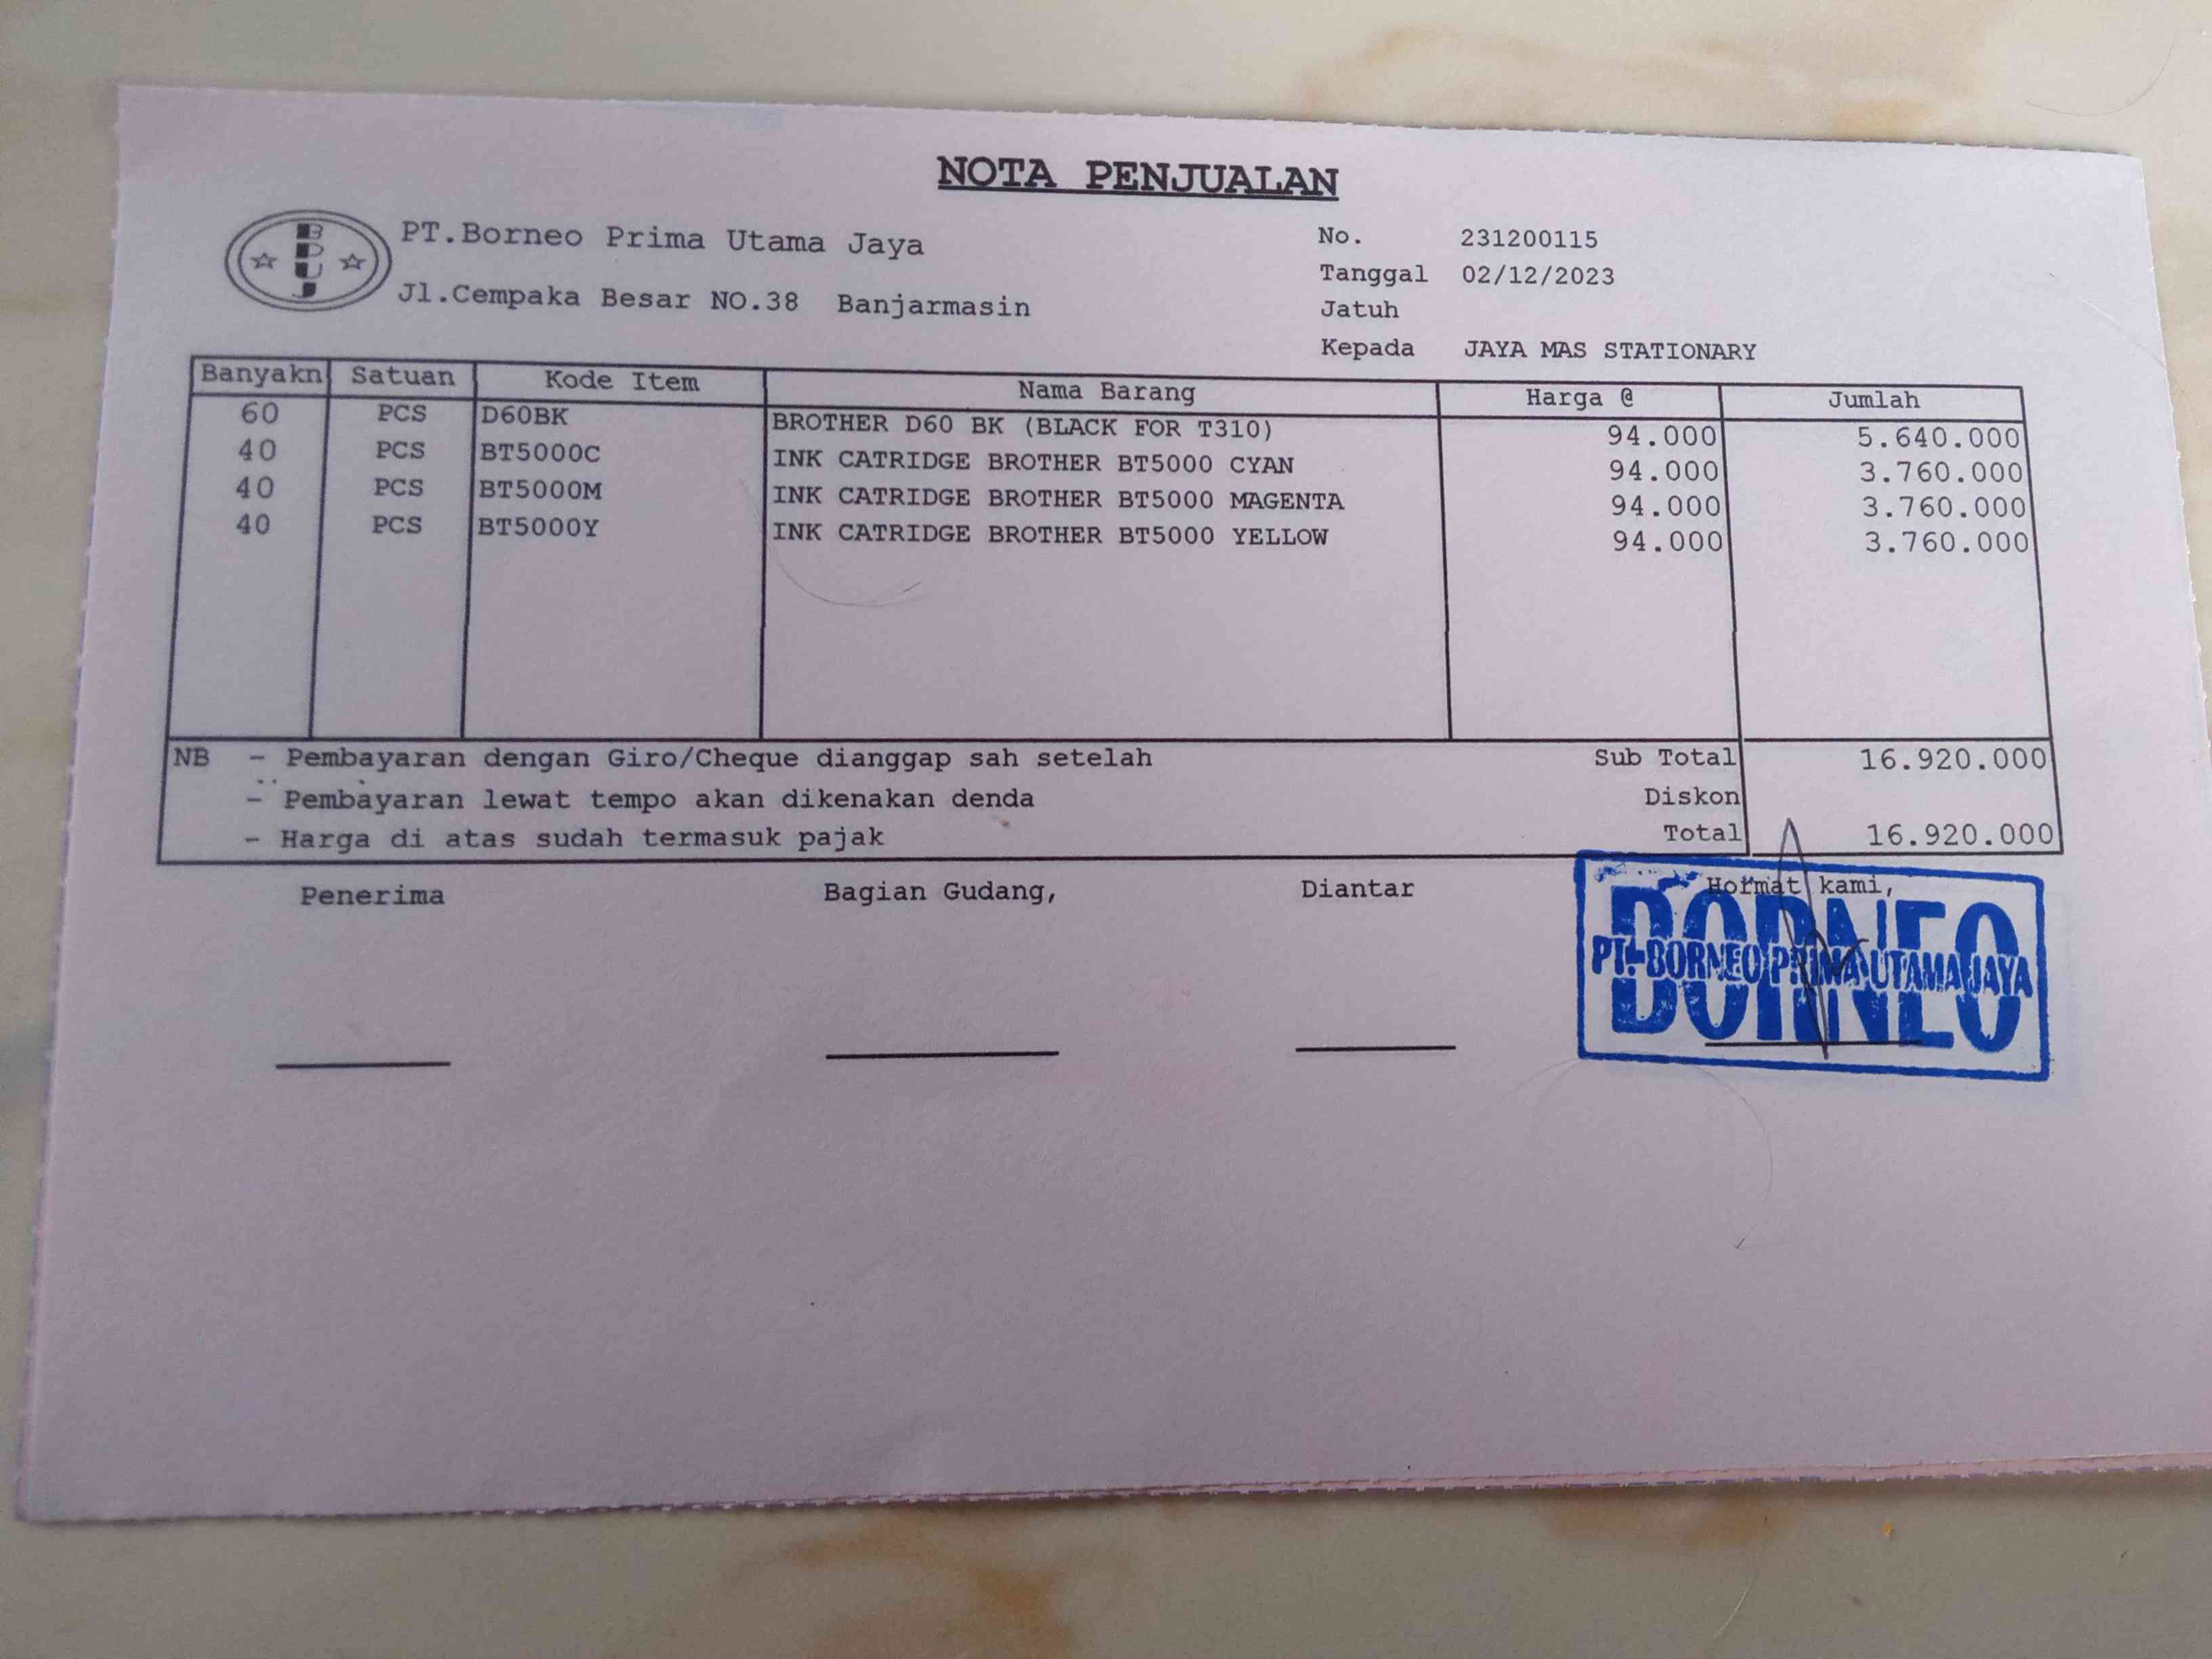 NOTA PENJUALAN
BPUJ
PT.Borneo Prima Utama Jaya
Jl.Cempaka Besar NO.38 Banjarmasin
No. 231200115
Tanggal 02/12/2023
Jatuh
Kepada JAYA MAS STATIONARY
Banyakn Satuan Kode Item Nama Barang Harga @ Jumlah
60 PCS D60BK BROTHER D60 BK (BLACK FOR T310) 94.000 5.640.000
40 PCS BT5000C INK CATRIDGE BROTHER BT5000 CYAN 94.000 3.760.000
40 PCS BT5000M INK CATRIDGE BROTHER BT5000 MAGENTA 94.000 3.760.000
40 PCS BT5000Y INK CATRIDGE BROTHER BT5000 YELLOW 94.000 3.760.000
NB - Pembayaran dengan Giro/Cheque dianggap sah setelah Sub Total 16.920.000
- Pembayaran lewat tempo akan dikenakan denda Diskon
- Harga di atas sudah termasuk pajak Total 16.920.000
Penerima Bagian Gudang, Diantar Hormat kami,
BORNEO
PT. BORNEO PRIMA UTAMA JAYA